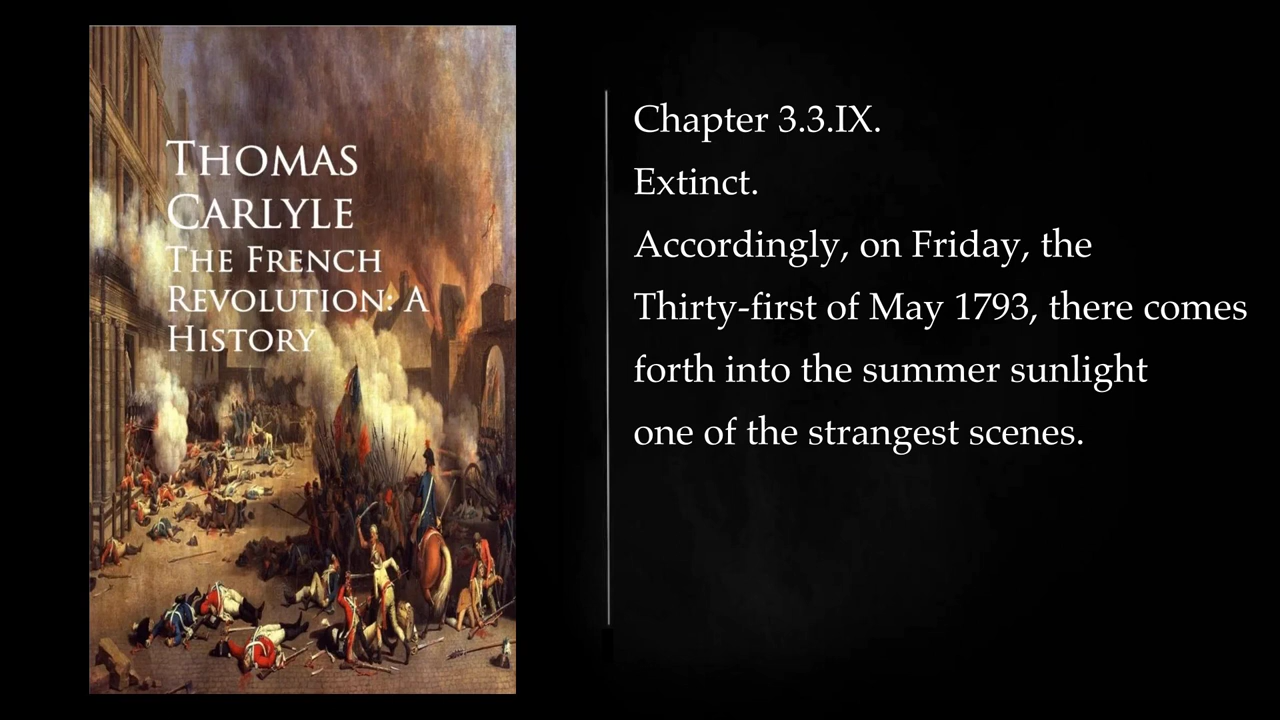 THOMAS
CARLYLE
THE FRENCH
REVOLUTION: A
HISTORY
Chapter 3.3.IX.
Extinct.
Accordingly, on Friday, the
Thirty-first of May 1793, there comes
forth into the summer sunlight
one of the strangest scenes.